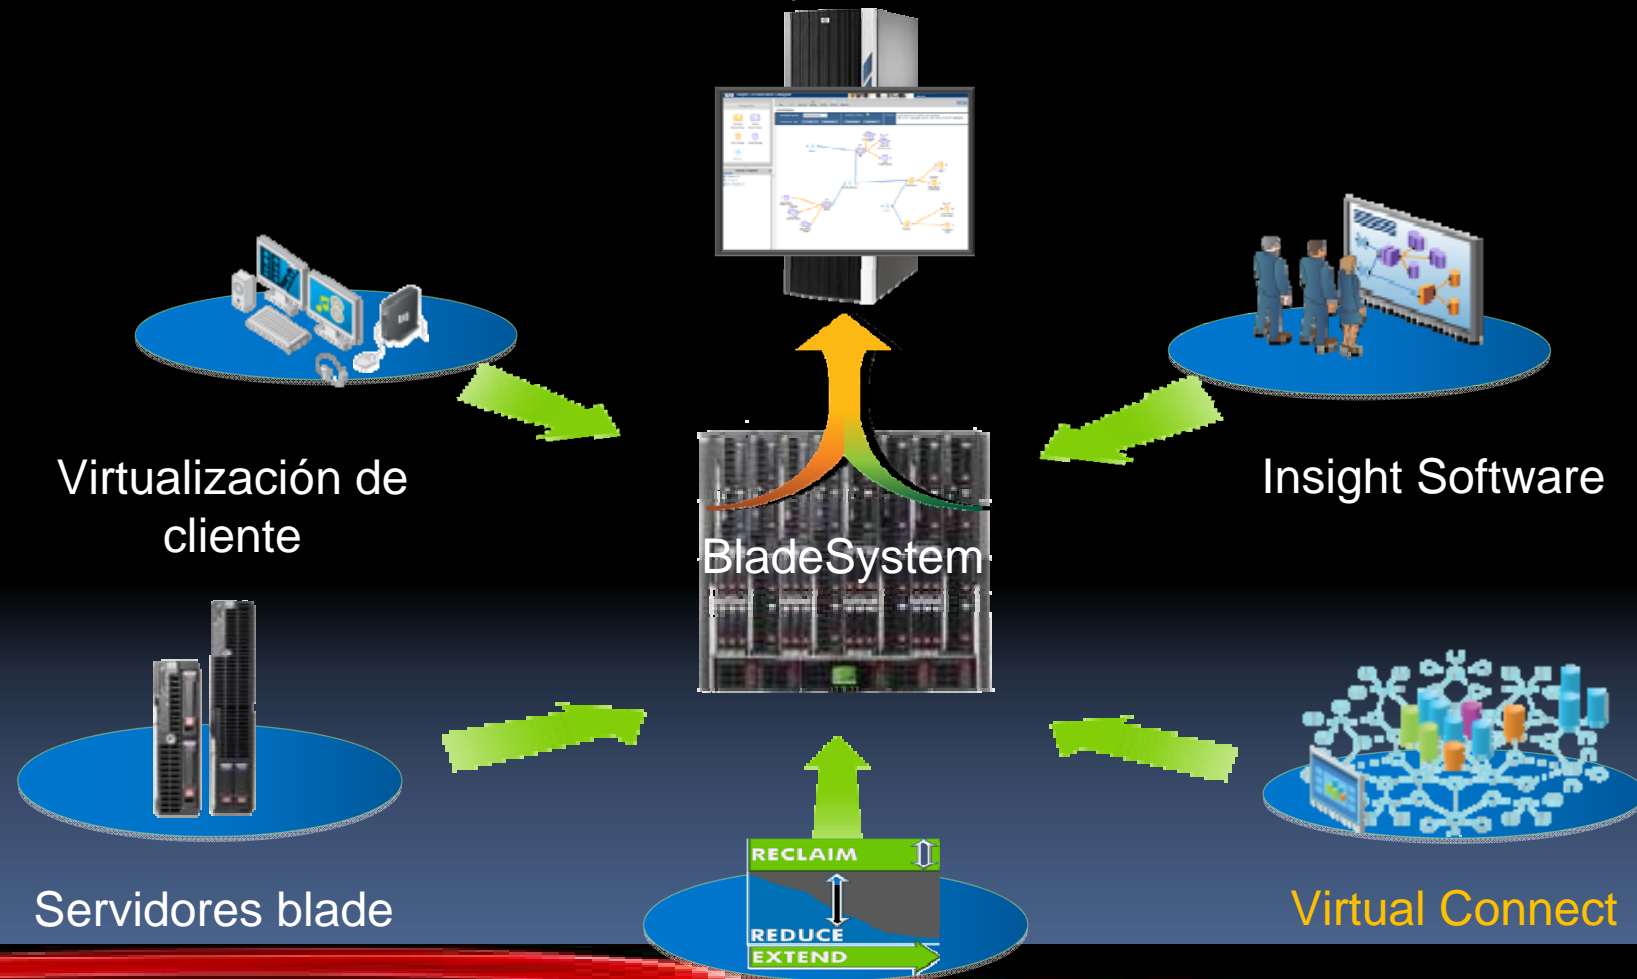 Virtualización de
cliente
Insight Software
BladeSystem
Servidores blade
RECLAIM
REDUCE
EXTEND
Virtual Connect